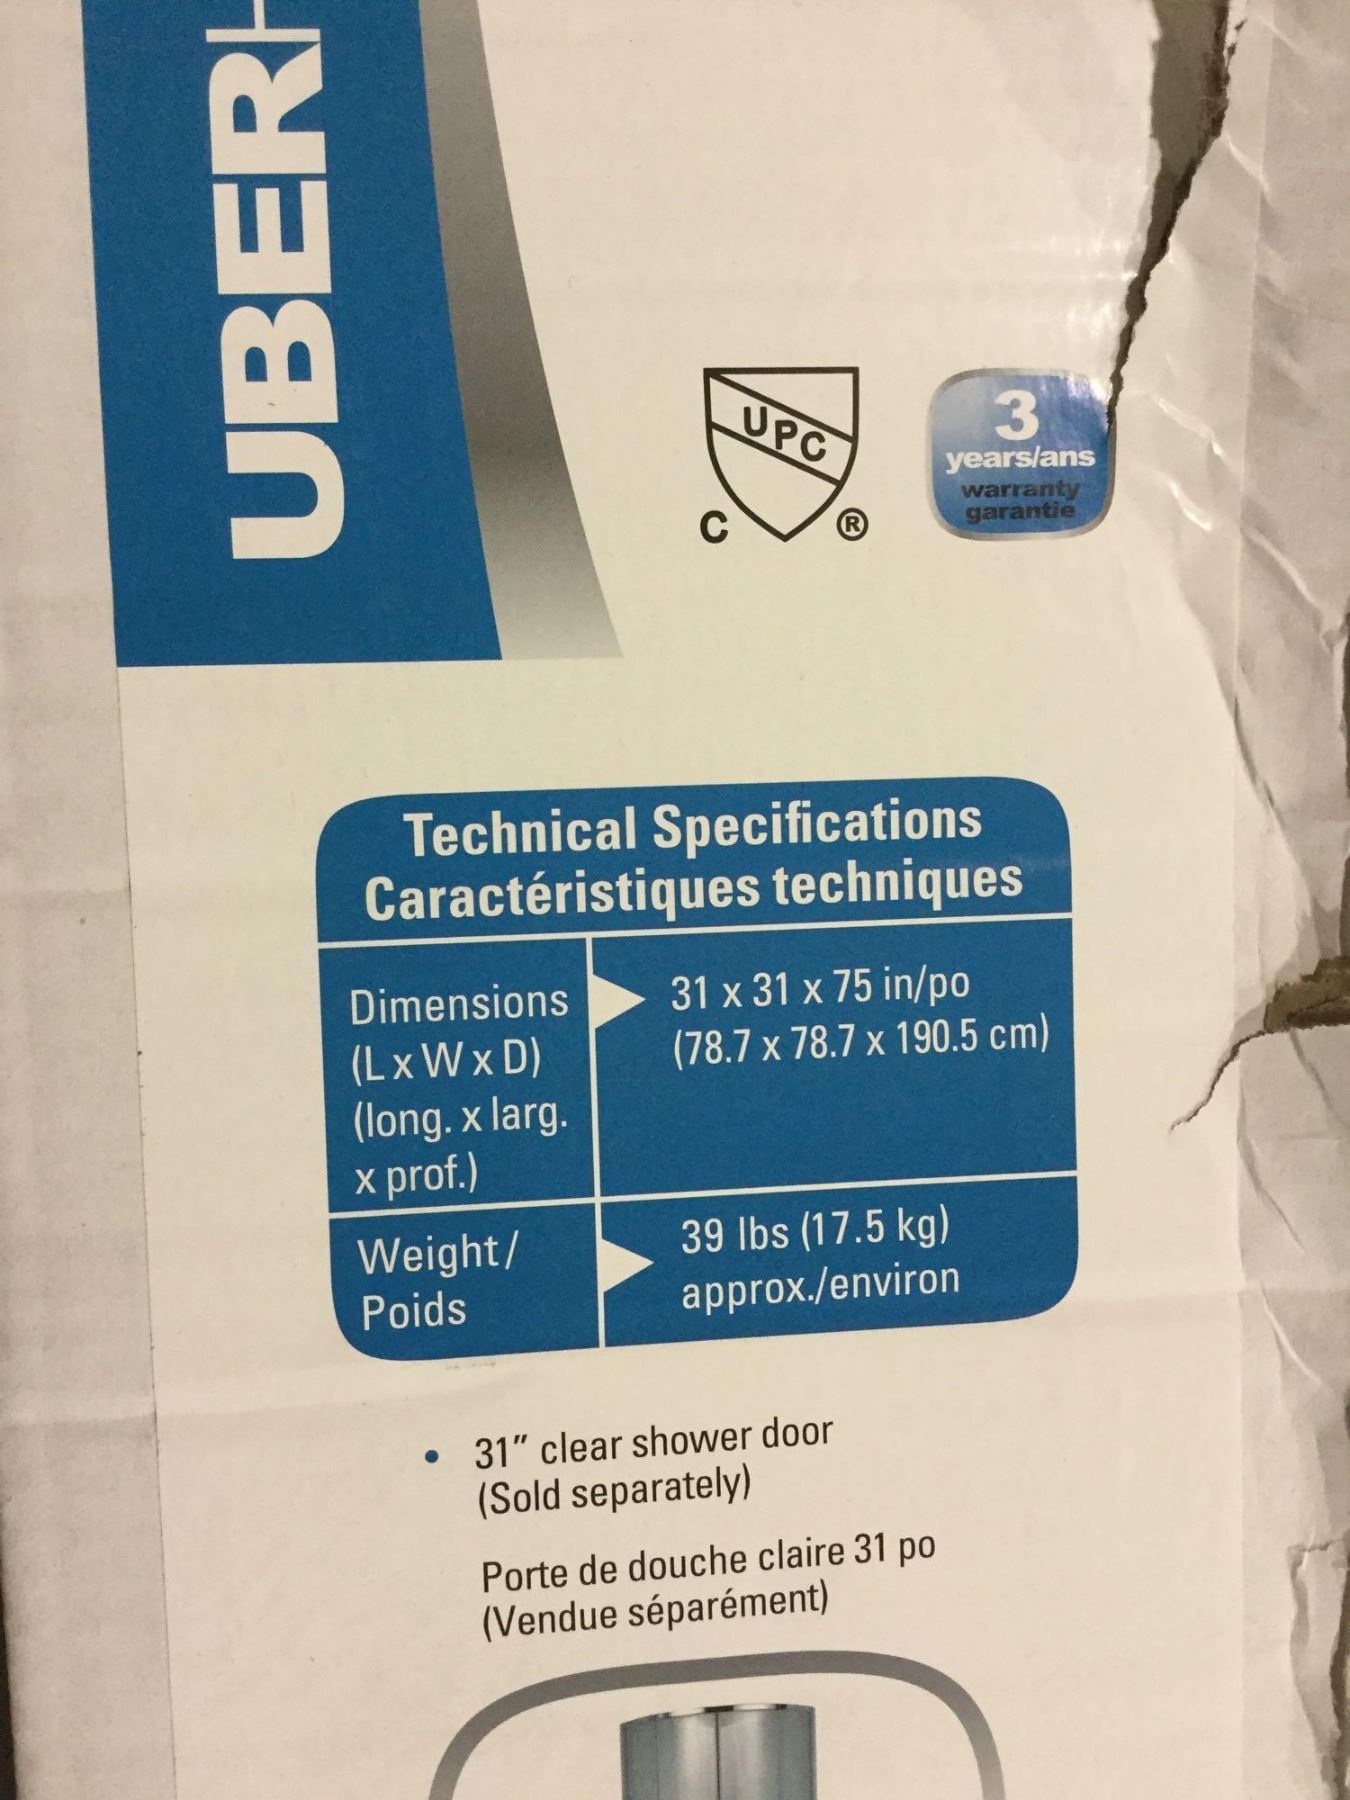 UBER
UPC
C ®
3
years/ans
warranty
garantie
Technical Specifications
Caractéristiques techniques
Dimensions
(L x W x D)
(long. x larg.
x prof.)
31 x 31 x 75 in/po
(78.7 x 78.7 x 190.5 cm)
Weight/
Poids
39 lbs (17.5 kg)
approx./environ
• 31" clear shower door
(Sold separately)
Porte de douche claire 31 po
(Vendue séparément)